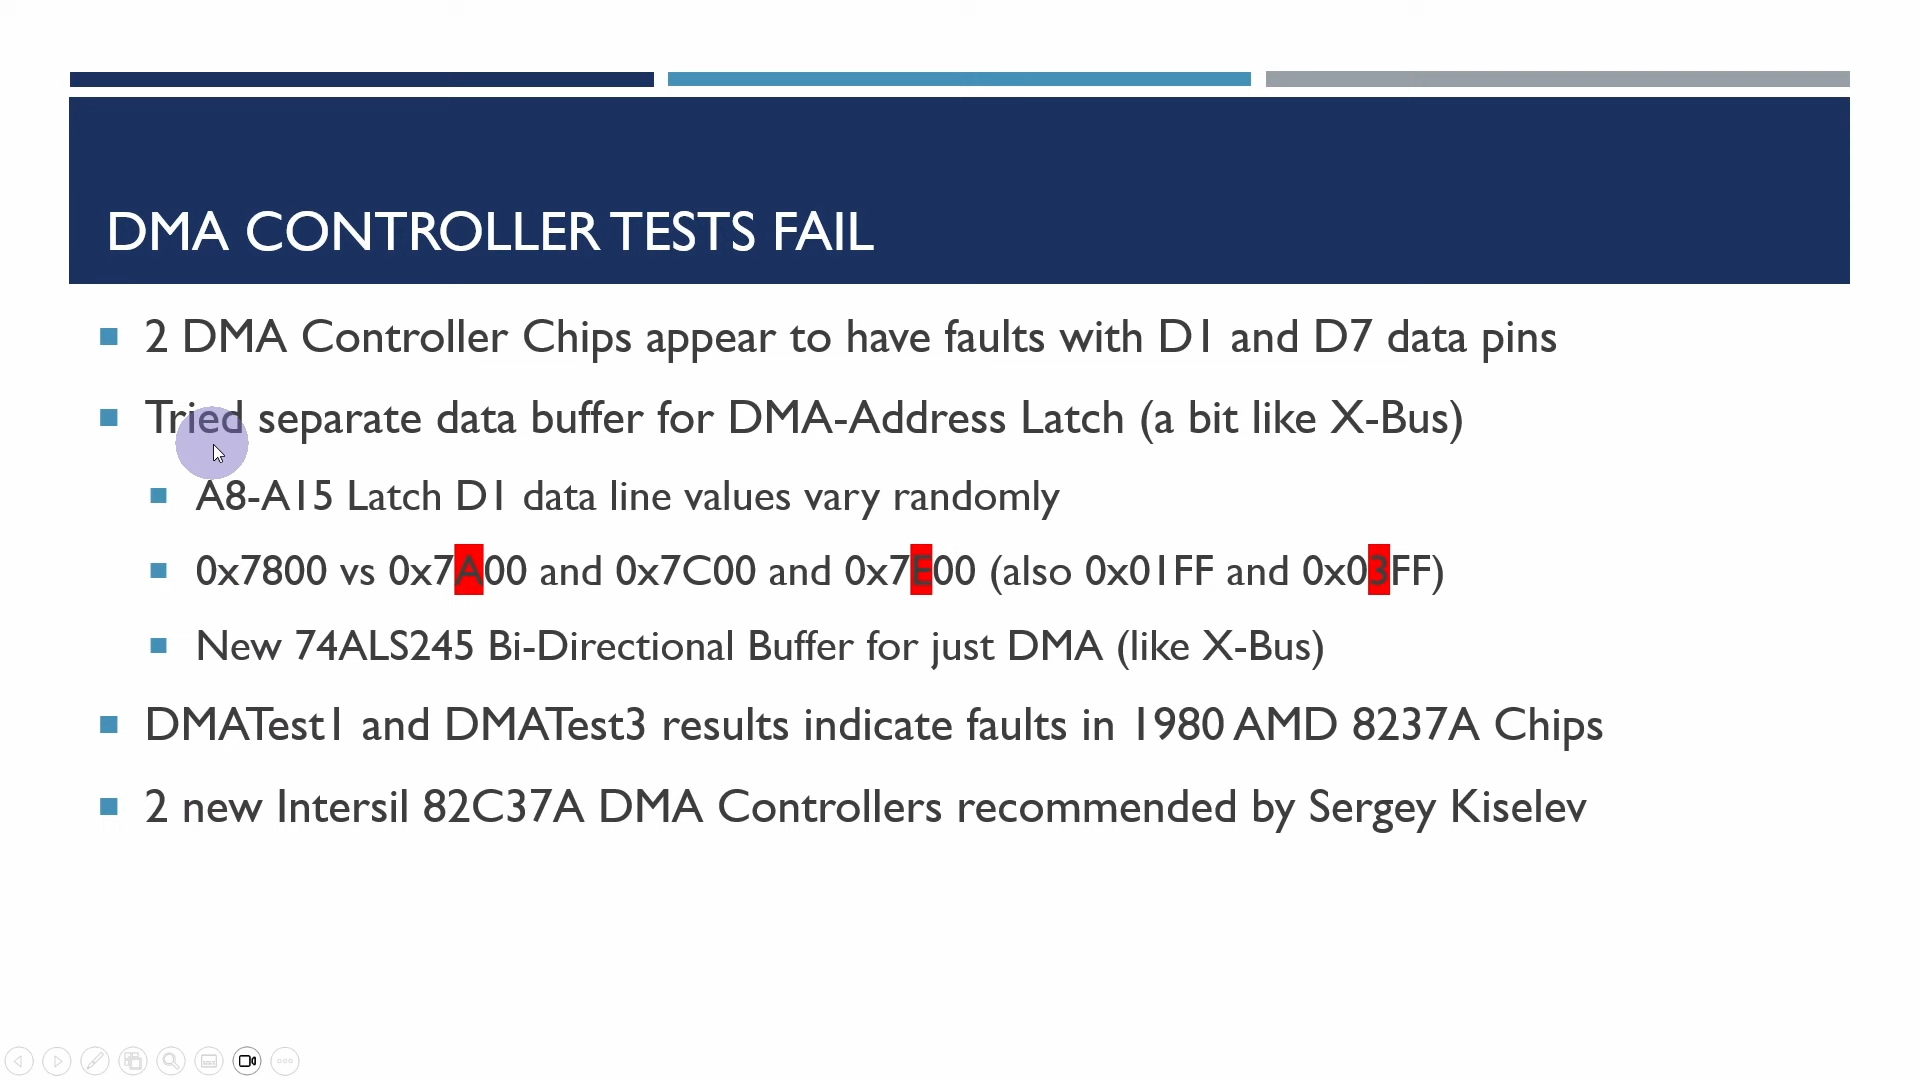 DMA CONTROLLER TESTS FAIL
2 DMA Controller Chips appear to have faults with D1 and D7 data pins
Tried separate data buffer for DMA-Address Latch (a bit like X-Bus)
A8-A15 Latch D1 data line values vary randomly
0x7800 vs 0x7A00 and 0x7C00 and 0x7E00 (also 0x01FF and 0x03FF)
New 74ALS245 Bi-Directional Buffer for just DMA (like X-Bus)
DMATest1 and DMATest3 results indicate faults in 1980 AMD 8237A Chips
2 new Intersil 82C37A DMA Controllers recommended by Sergey Kiselev